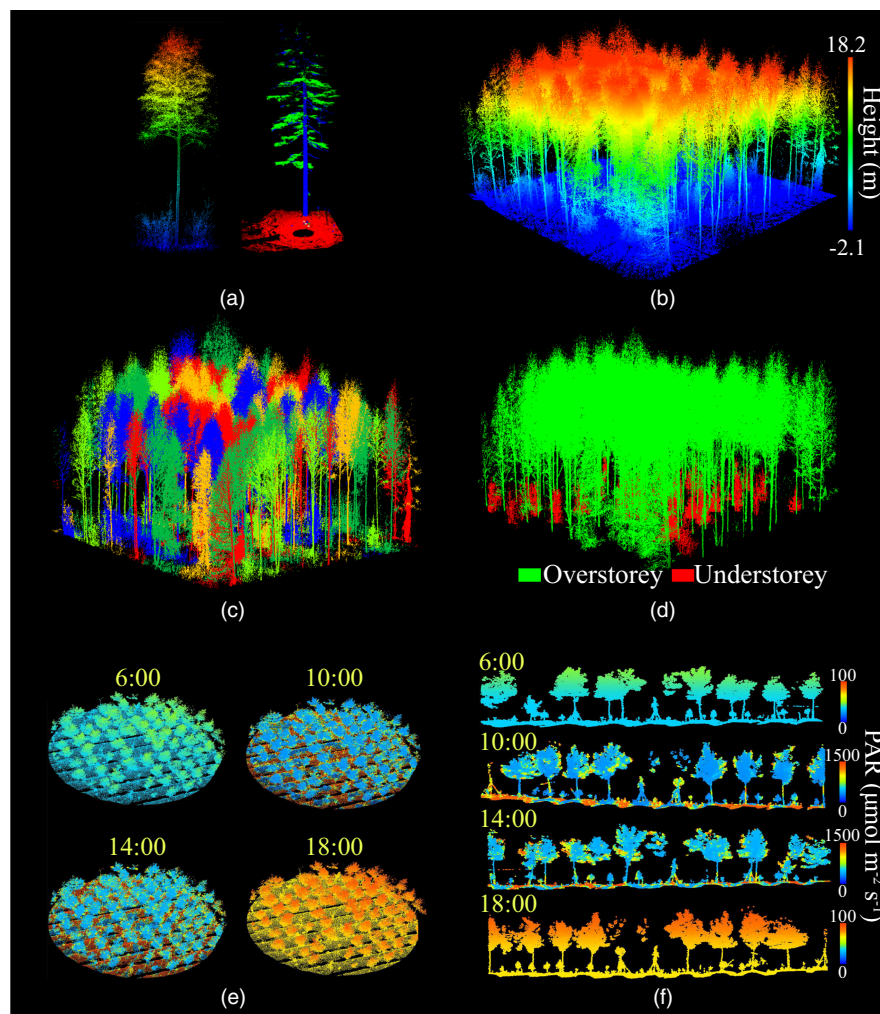 18.2
Height (m)
-2.1
(a)
(b)
(c)
Overstorey Understorey
(d)
6:00 10:00
14:00 18:00
(e)
6:00
100
0
10:00
1500
0
14:00
1500
0
18:00
100
0
PAR (μmol m⁻² s⁻¹)
(f)